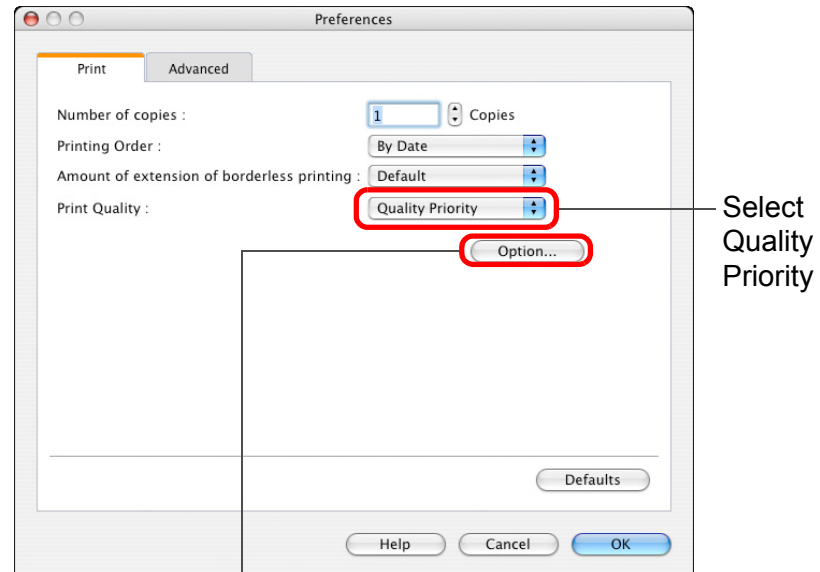 Preferences
Print Advanced
Number of copies : 1 Copies
Printing Order : By Date
Amount of extension of borderless printing : Default
Print Quality : Quality Priority
Option...
Select
Quality
Priority
Defaults
Help Cancel OK